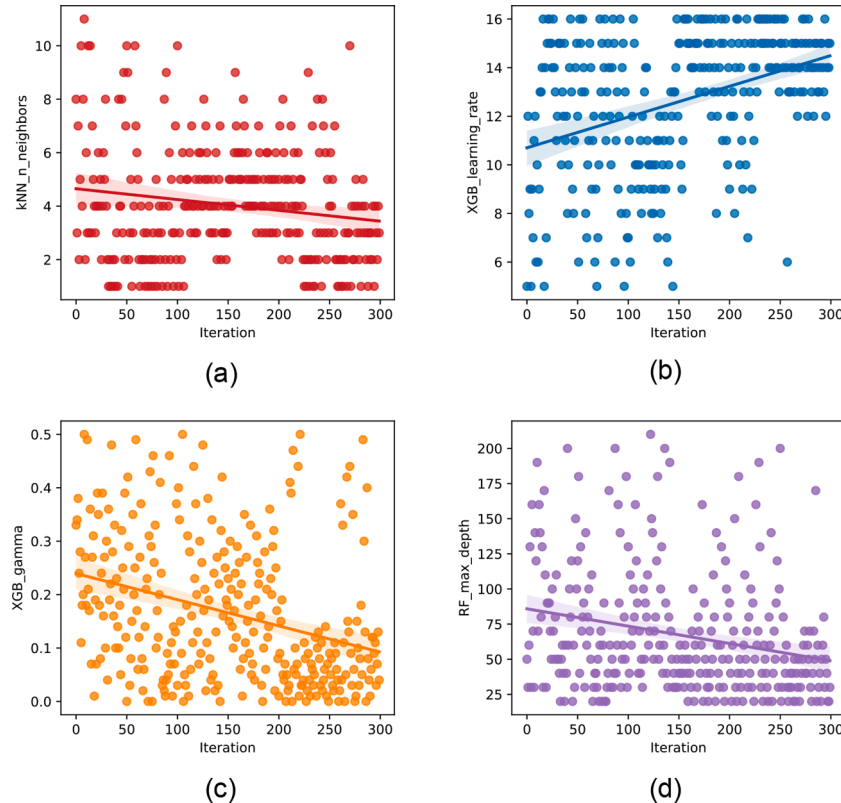 10
8
6
4
2
kNN_n_neighbors
0 50 100 150 200 250 300
Iteration
(a)
16
14
12
10
8
6
XGB_learning_rate
0 50 100 150 200 250 300
Iteration
(b)
0.5
0.4
0.3
0.2
0.1
0.0
XGB_gamma
0 50 100 150 200 250 300
Iteration
(c)
200
175
150
125
100
75
50
25
RF_max_depth
0 50 100 150 200 250 300
Iteration
(d)